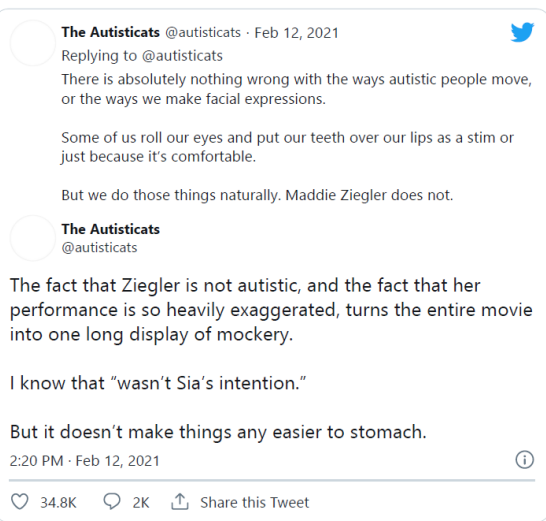 The Autisticats @autisticats · Feb 12, 2021
Replying to @autisticats
There is absolutely nothing wrong with the ways autistic people move,
or the ways we make facial expressions.
Some of us roll our eyes and put our teeth over our lips as a stim or
just because it's comfortable.
But we do those things naturally. Maddie Ziegler does not.
The Autisticats
@autisticats
The fact that Ziegler is not autistic, and the fact that her
performance is so heavily exaggerated, turns the entire movie
into one long display of mockery.
I know that “wasn't Sia's intention.”
But it doesn't make things any easier to stomach.
2:20 PM · Feb 12, 2021
34.8K 2K Share this Tweet